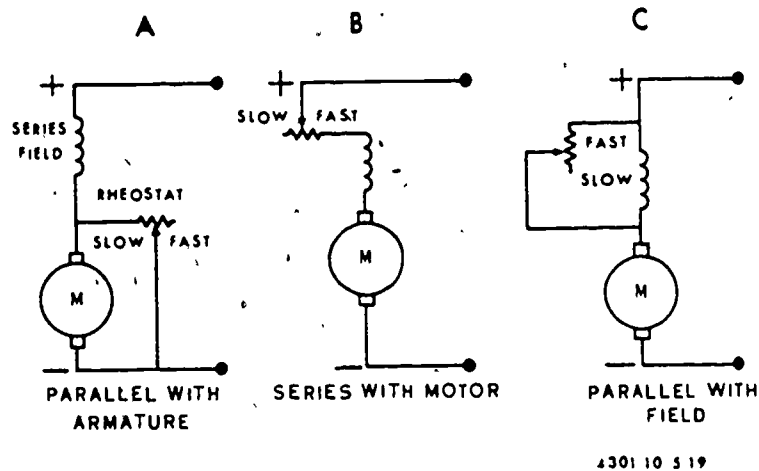 A
B
C
+
+
+
SERIES
FIELD
SLOW FAST
FAST
SLOW
RHEOSTAT
SLOW FAST
M
M
M
PARALLEL WITH
ARMATURE
SERIES WITH MOTOR
PARALLEL WITH
FIELD
4301 10 5 19